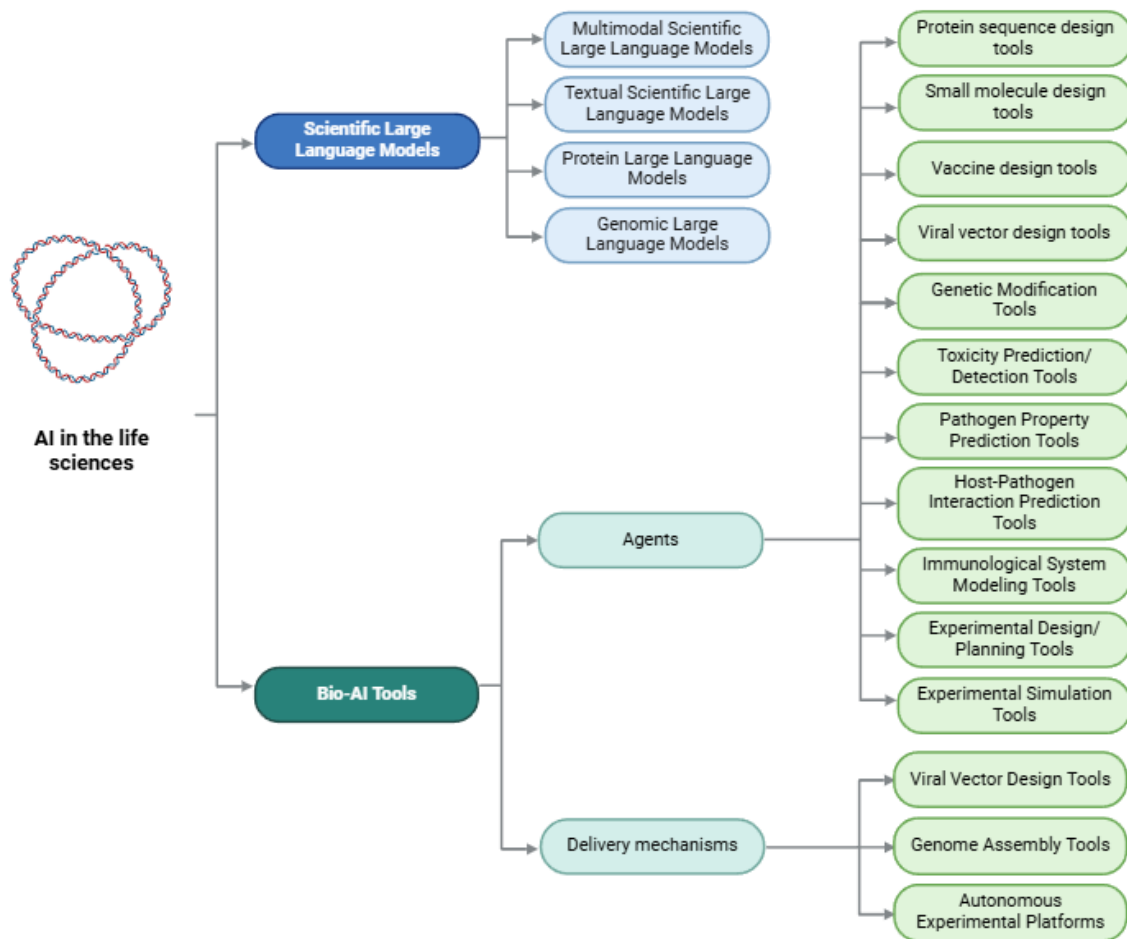 AI in the life
sciences
Scientific Large
Language Models
Multimodal Scientific
Large Language Models
Textual Scientific Large
Language Models
Protein Large Language
Models
Genomic Large
Language Models
Bio-AI Tools
Agents
Protein sequence design
tools
Small molecule design
tools
Vaccine design tools
Viral vector design tools
Genetic Modification
Tools
Toxicity Prediction/
Detection Tools
Pathogen Property
Prediction Tools
Host-Pathogen
Interaction Prediction
Tools
Immunological System
Modeling Tools
Experimental Design/
Planning Tools
Experimental Simulation
Tools
Delivery mechanisms
Viral Vector Design Tools
Genome Assembly Tools
Autonomous
Experimental Platforms